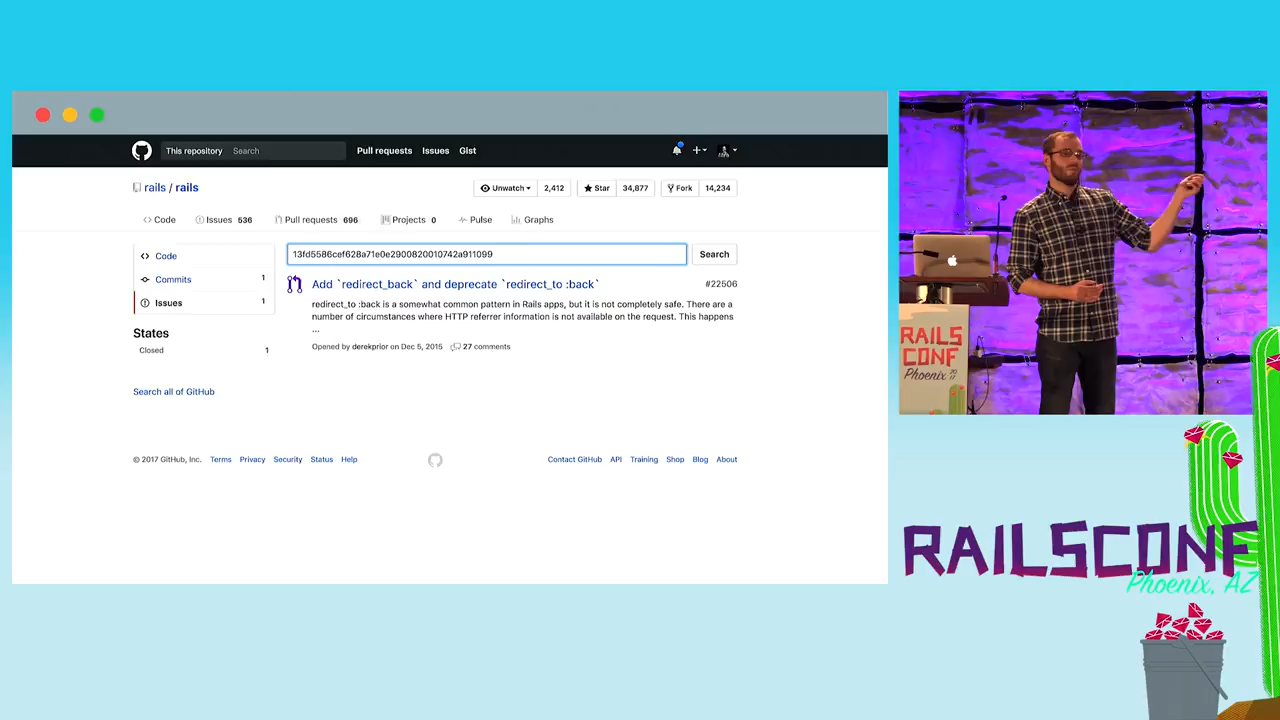 This repository Search Pull requests Issues Gist
rails / rails Unwatch 2,412 Star 34,877 Fork 14,234
Code Issues 536 Pull requests 696 Projects 0 Pulse Graphs
Code
Commits 1
Issues 1
States
Closed 1
Search all of GitHub
13fd5586cef628a71e0e2900820010742a911099 Search
Add `redirect_back` and deprecate `redirect_to :back` #22506
redirect_to :back is a somewhat common pattern in Rails apps, but it is not completely safe. There are a
number of circumstances where HTTP referrer information is not available on the request. This happens
...
Opened by derekprior on Dec 5, 2015 27 comments
© 2017 GitHub, Inc. Terms Privacy Security Status Help Contact GitHub API Training Shop Blog About
RAILS
CONF
Phoenix 2017
RAILSCONF
Phoenix, AZ